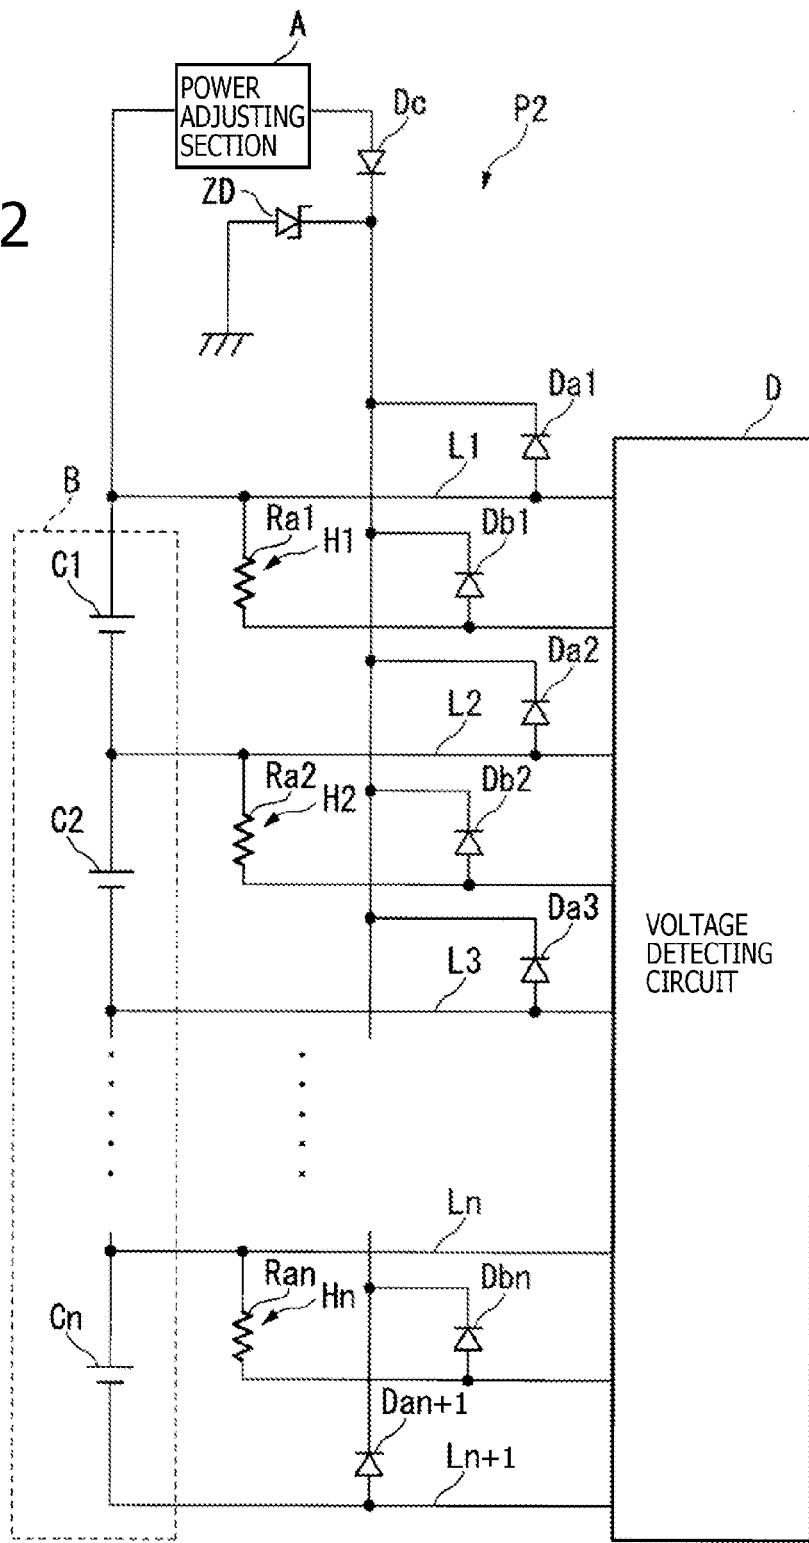 A
POWER
ADJUSTING
SECTION
Dc
P2
ZD
2
Da1
D
L1
B
Ra1
H1
Db1
C1
Da2
L2
Ra2
H2
Db2
C2
Da3
L3
VOLTAGE
DETECTING
CIRCUIT
Ln
Ran
Hn
Dbn
Cn
Dan+1
Ln+1